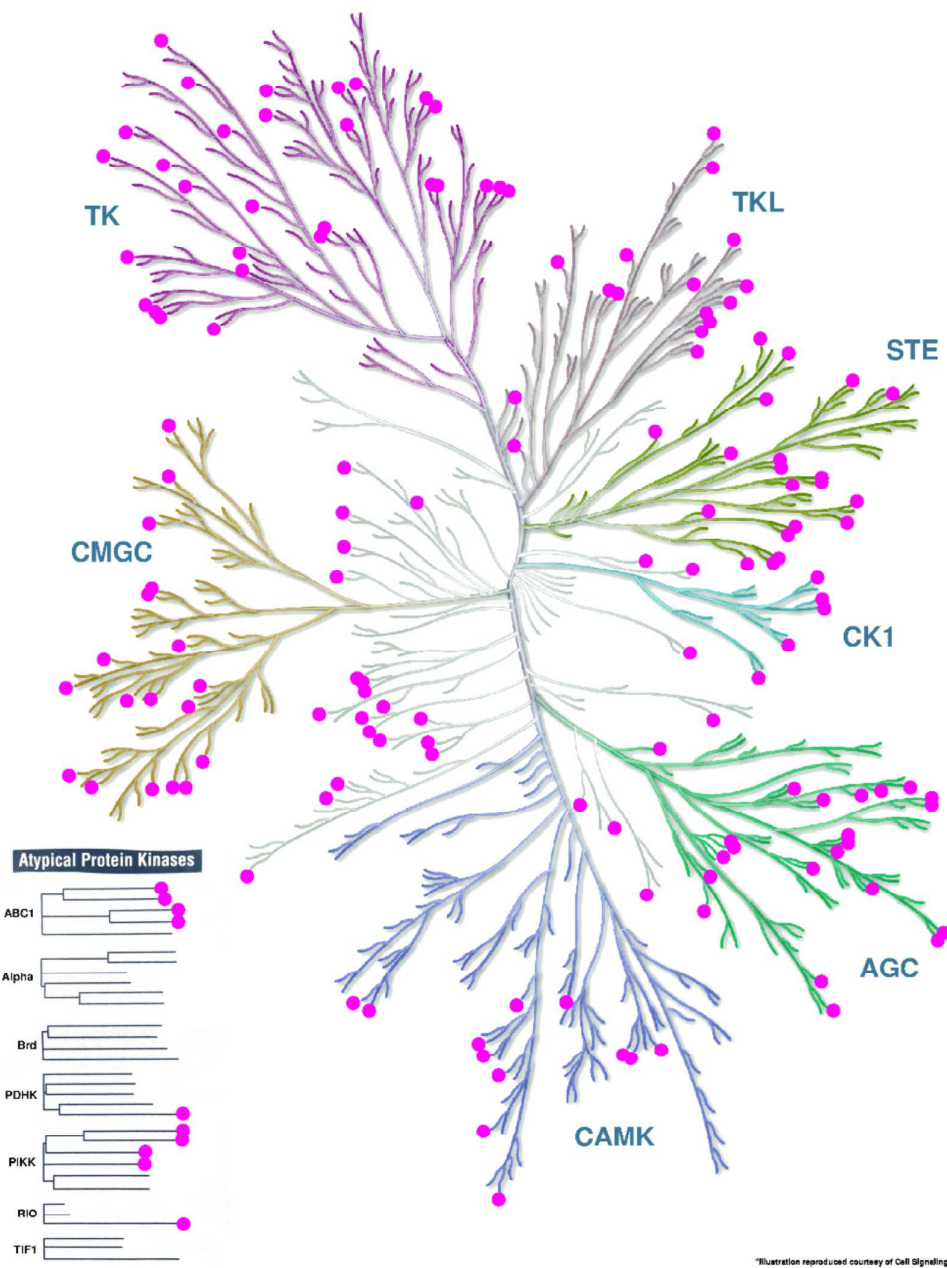 TK
TKL
STE
CMGC
CK1
Atypical Protein Kinases
ABC1
Alpha
AGC
Brd
PDHK
CAMK
PIKK
RIO
TIF1
"Illustration reproduced courtesy of Cell Signaling